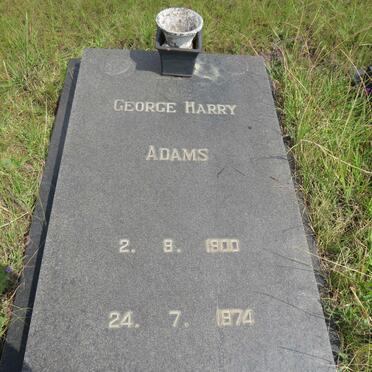 GEORGE HARRY
ADAMS
2. 8. 1900
24. 7. 1974